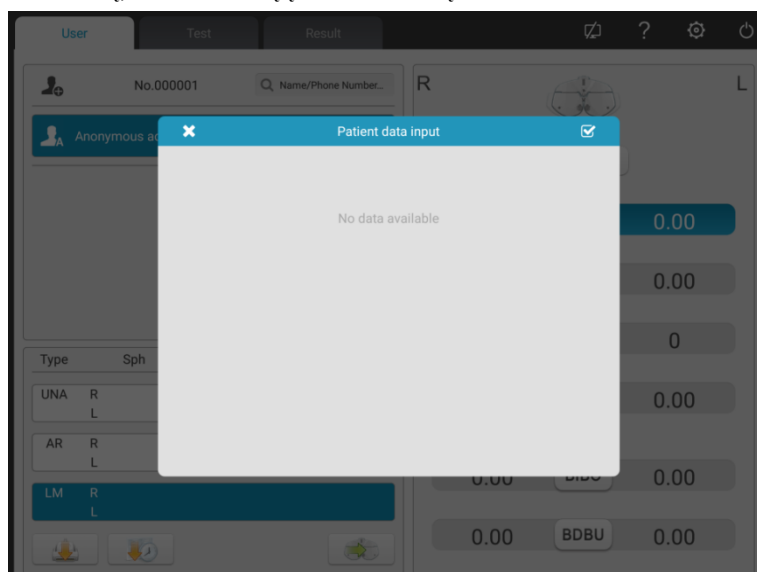 User Test Result ?
No.000001 Name/Phone Number...
R L
Anonymous ac
Patient data input
No data available
0.00
0.00
0
Type Sph
UNA R
L
0.00
AR R
L
0.00 BIBU 0.00
LM R
L
0.00 BDBU 0.00